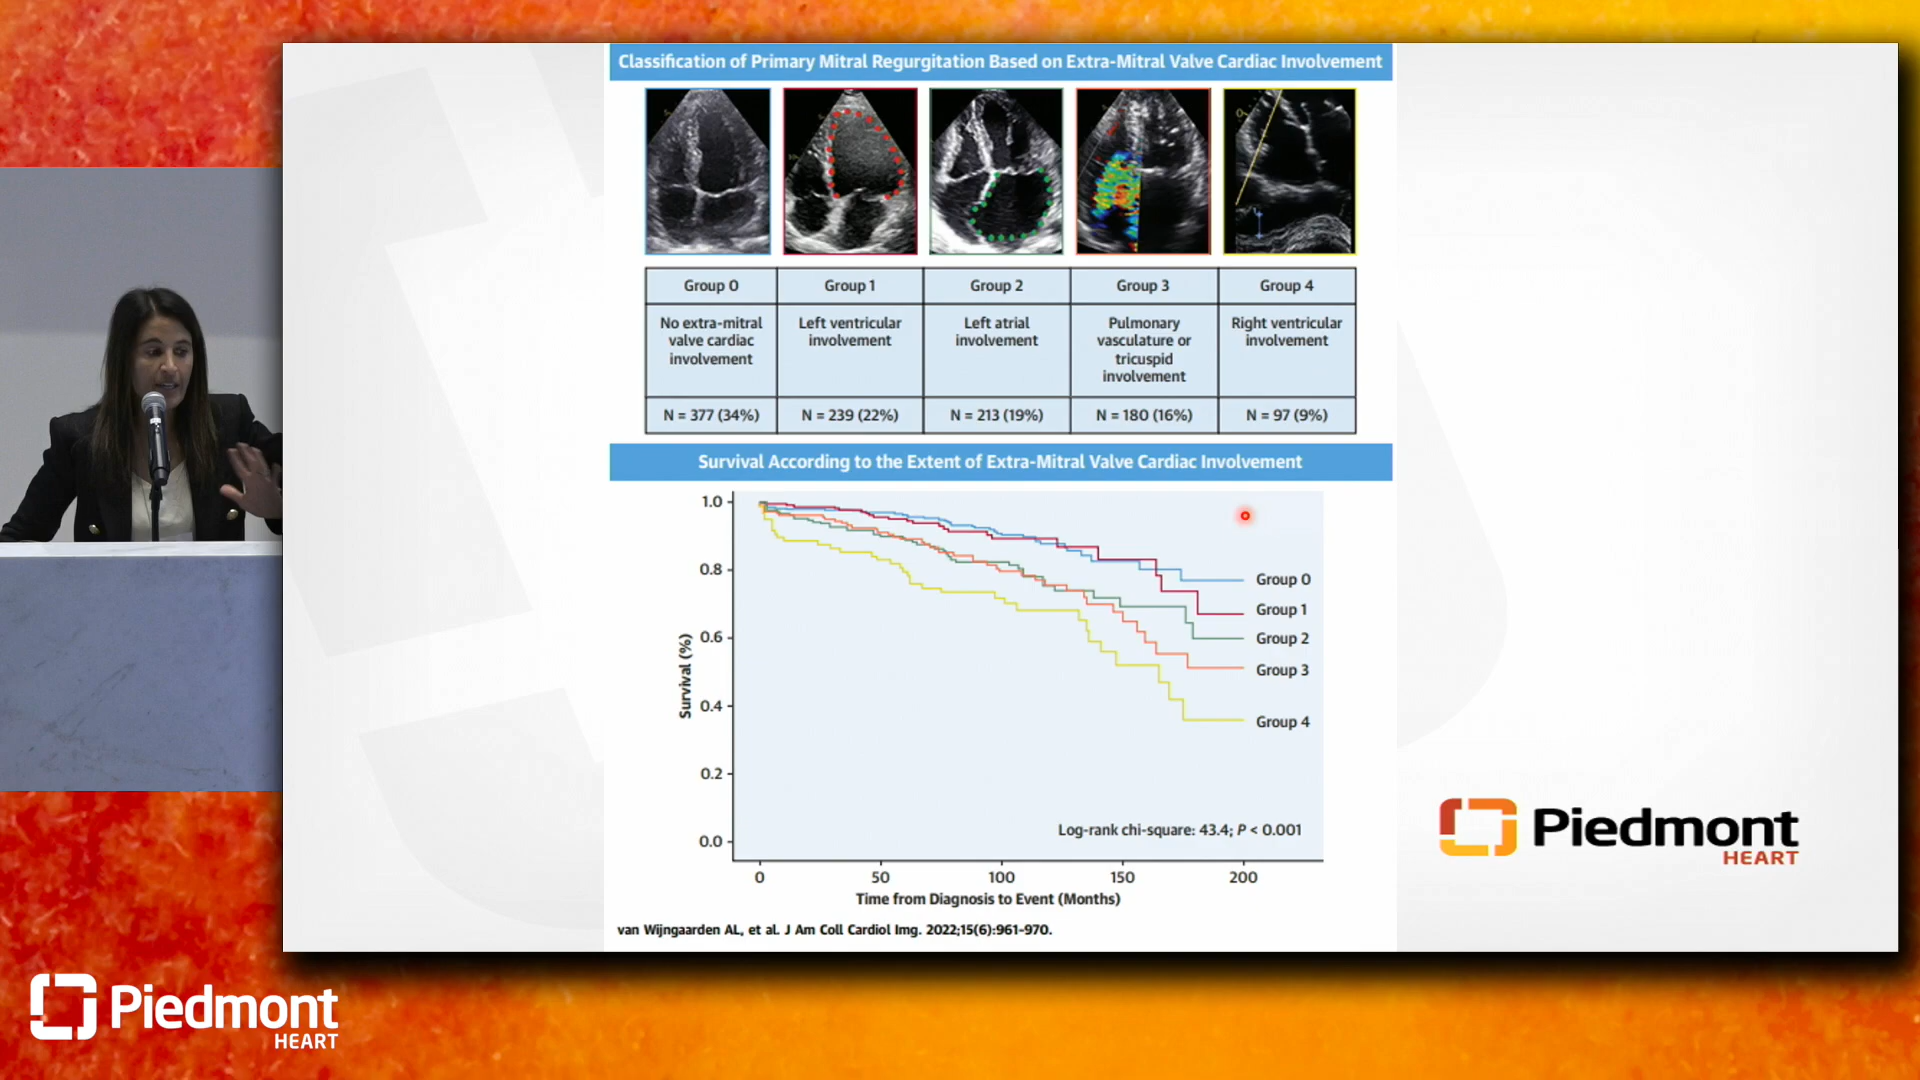 Classification of Primary Mitral Regurgitation Based on Extra-Mitral Valve Cardiac Involvement
Group 0
Group 1
Group 2
Group 3
Group 4
No extra-mitral
valve cardiac
involvement
Left ventricular
involvement
Left atrial
involvement
Pulmonary
vasculature or
tricuspid
involvement
Right ventricular
involvement
N = 377 (34%)
N = 239 (22%)
N = 213 (19%)
N = 180 (16%)
N = 97 (9%)
Survival According to the Extent of Extra-Mitral Valve Cardiac Involvement
Survival (%)
1.0
0.8
0.6
0.4
0.2
0.0
Group 0
Group 1
Group 2
Group 3
Group 4
Log-rank chi-square: 43.4; P < 0.001
0
50
100
150
200
Time from Diagnosis to Event (Months)
van Wijngaarden AL, et al. J Am Coll Cardiol Img. 2022;15(6):961-970.
Piedmont
HEART
Piedmont
HEART